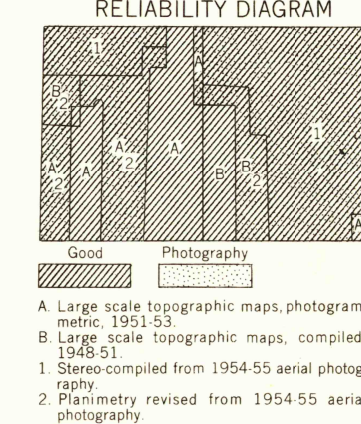 RELIABILITY DIAGRAM
1
A
B
2
A
2
A
A
2
A
B
B
2
1
A
Good Photography
A. Large scale topographic maps, photogram
metric, 1951-53.
B. Large scale topographic maps, compiled
1948-51.
1. Stereo-compiled from 1954-55 aerial photog
raphy.
2. Planimetry revised from 1954-55 aeria
photography.